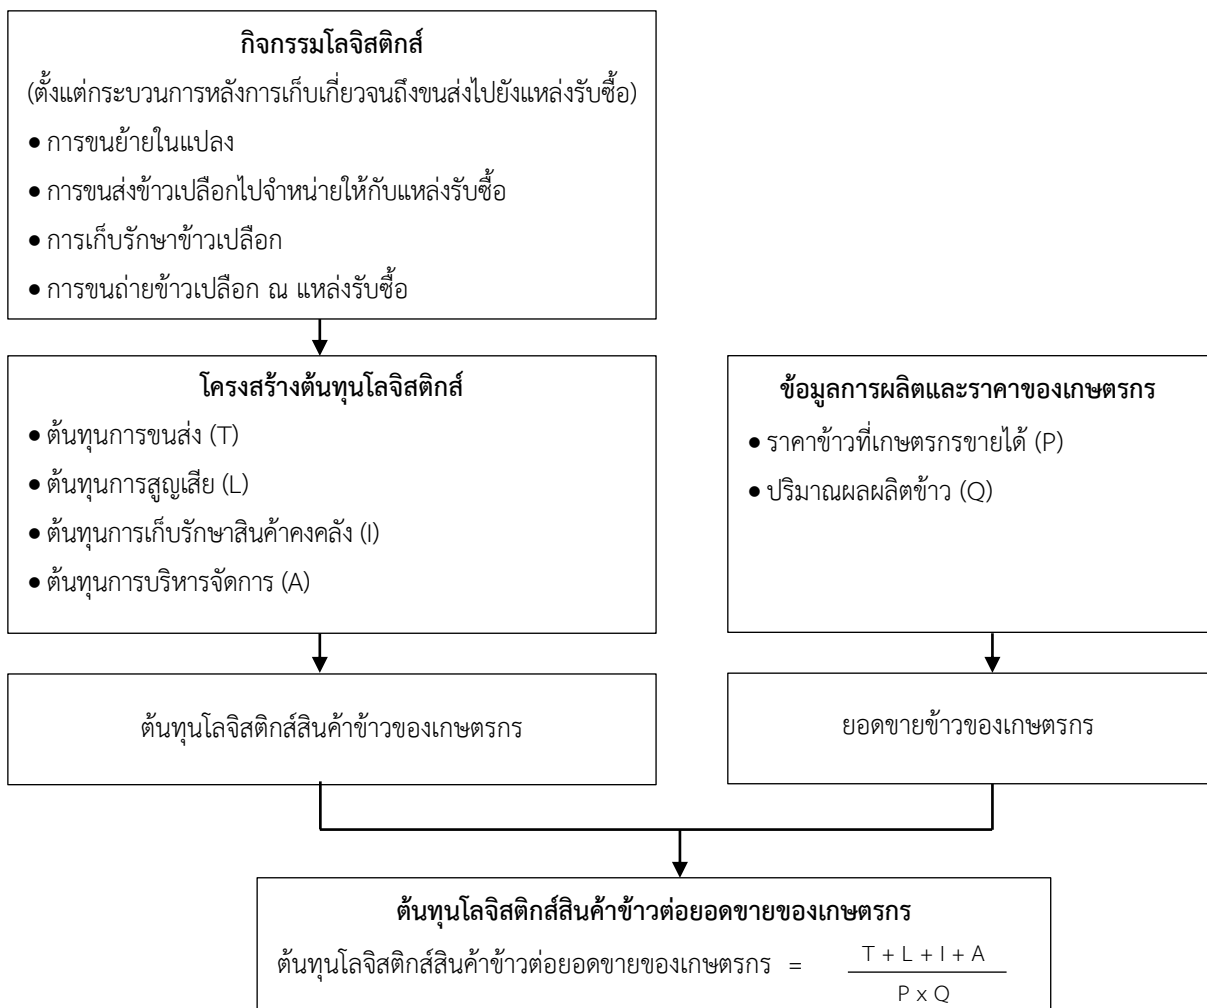 กิจกรรมโลจิสติกส์
(ตั้งแต่กระบวนการหลังการเก็บเกี่ยวจนถึงขนส่งไปยังแหล่งรับซื้อ)
• การขนย้ายในแปลง
• การขนส่งข้าวเปลือกไปจำหน่ายให้กับแหล่งรับซื้อ
• การเก็บรักษาข้าวเปลือก
• การขนถ่ายข้าวเปลือก ณ แหล่งรับซื้อ
โครงสร้างต้นทุนโลจิสติกส์
• ต้นทุนการขนส่ง (T)
• ต้นทุนการสูญเสีย (L)
• ต้นทุนการเก็บรักษาสินค้าคงคลัง (I)
• ต้นทุนการบริหารจัดการ (A)
ข้อมูลการผลิตและราคาของเกษตรกร
• ราคาข้าวที่เกษตรกรขายได้ (P)
• ปริมาณผลผลิตข้าว (Q)
ต้นทุนโลจิสติกส์สินค้าข้าวของเกษตรกร
ยอดขายข้าวของเกษตรกร
ต้นทุนโลจิสติกส์สินค้าข้าวต่อยอดขายของเกษตรกร
ต้นทุนโลจิสติกส์สินค้าข้าวต่อยอดขายของเกษตรกร =
T + L + I + A
P x Q